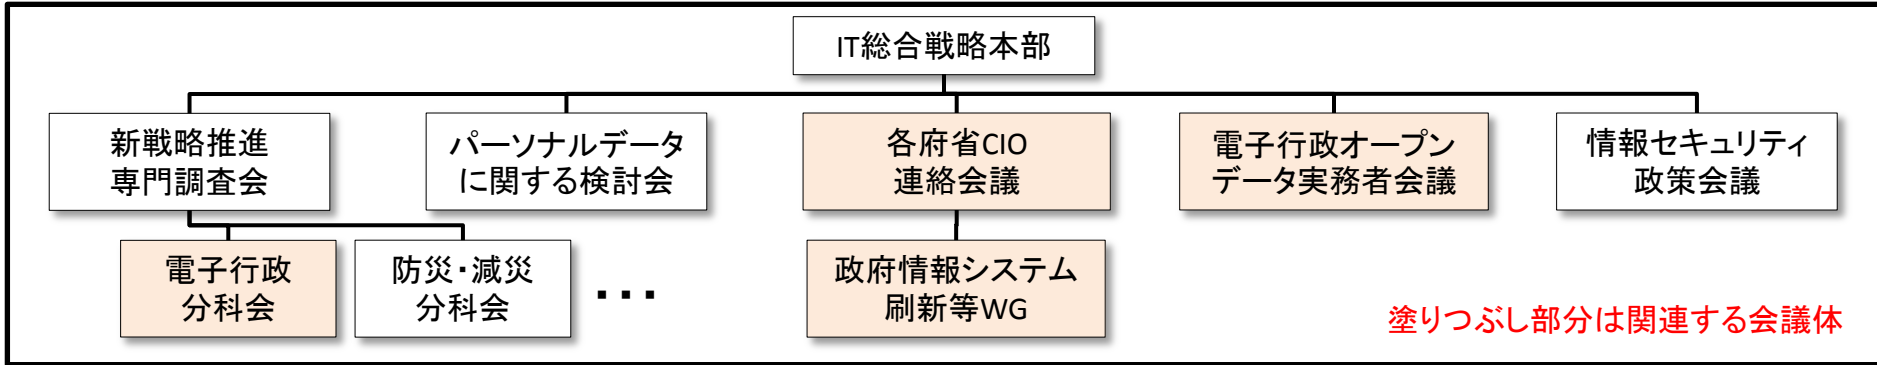 IT総合戦略本部
新戦略推進
専門調査会
パーソナルデータ
に関する検討会
各府省CIO
連絡会議
電子行政オープン
データ実務者会議
情報セキュリティ
政策会議
電子行政
分科会
防災・減災
分科会
・・・
政府情報システム
刷新等WG
塗りつぶし部分は関連する会議体